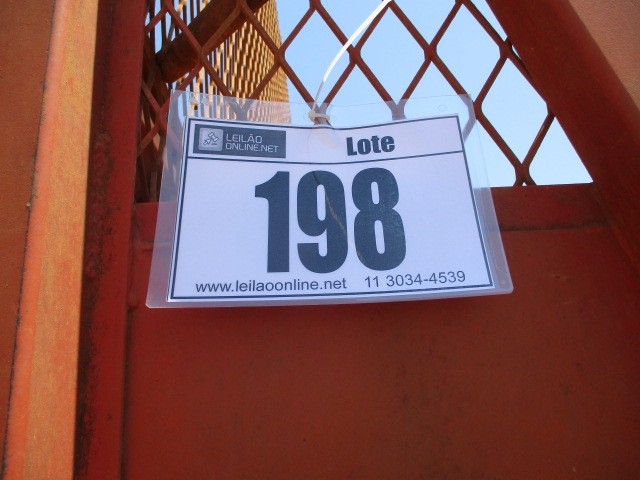 LEILÃO
ONLINE.NET
Lote
198
www.leilaoonline.net 11 3034-4539